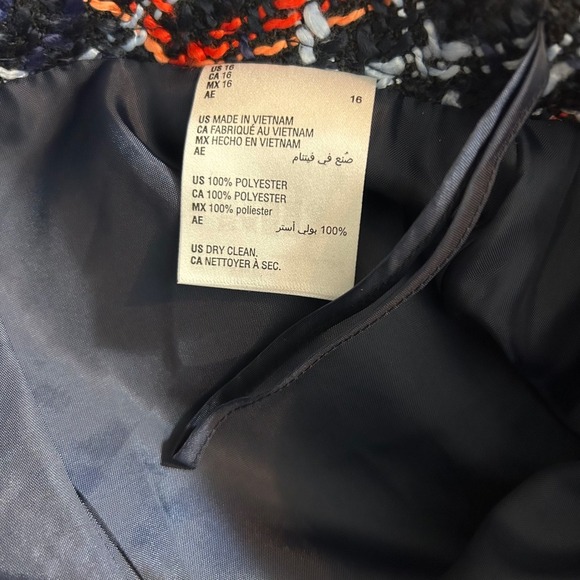 US 16
CA 16
MX 16
AE 16
US MADE IN VIETNAM
CA FABRIQUÉ AU VIETNAM
MX HECHO EN VIETNAM
AE صُنع في فيتنام
US 100% POLYESTER
CA 100% POLYESTER
MX 100% poliester
AE 100% بولي أستر
US DRY CLEAN.
CA NETTOYER À SEC.